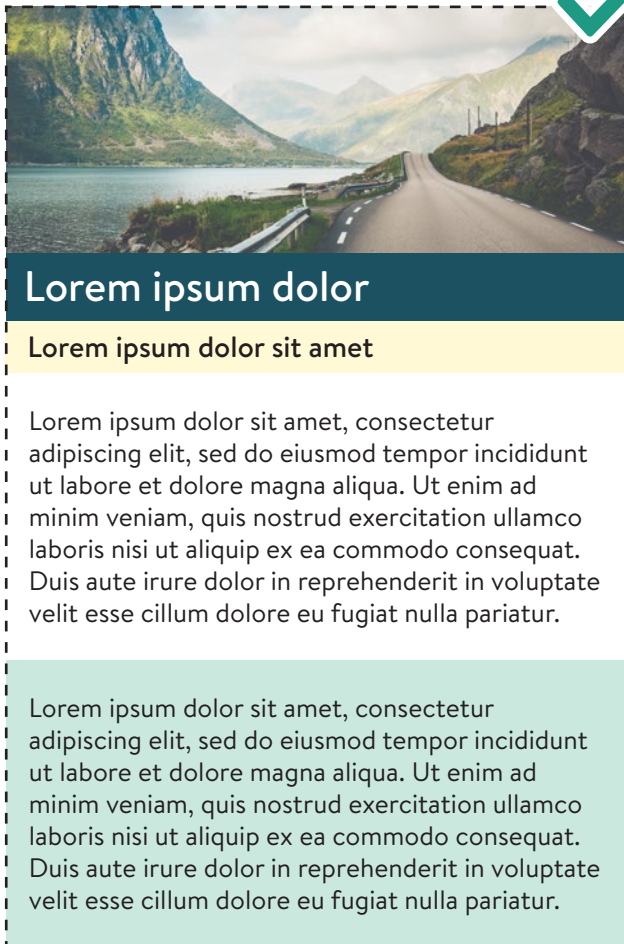 Lorem ipsum dolor
Lorem ipsum dolor sit amet
Lorem ipsum dolor sit amet, consectetur
adipiscing elit, sed do eiusmod tempor incididunt
ut labore et dolore magna aliqua. Ut enim ad
minim veniam, quis nostrud exercitation ullamco
laboris nisi ut aliquip ex ea commodo consequat.
Duis aute irure dolor in reprehenderit in voluptate
velit esse cillum dolore eu fugiat nulla pariatur.
Lorem ipsum dolor sit amet, consectetur
adipiscing elit, sed do eiusmod tempor incididunt
ut labore et dolore magna aliqua. Ut enim ad
minim veniam, quis nostrud exercitation ullamco
laboris nisi ut aliquip ex ea commodo consequat.
Duis aute irure dolor in reprehenderit in voluptate
velit esse cillum dolore eu fugiat nulla pariatur.